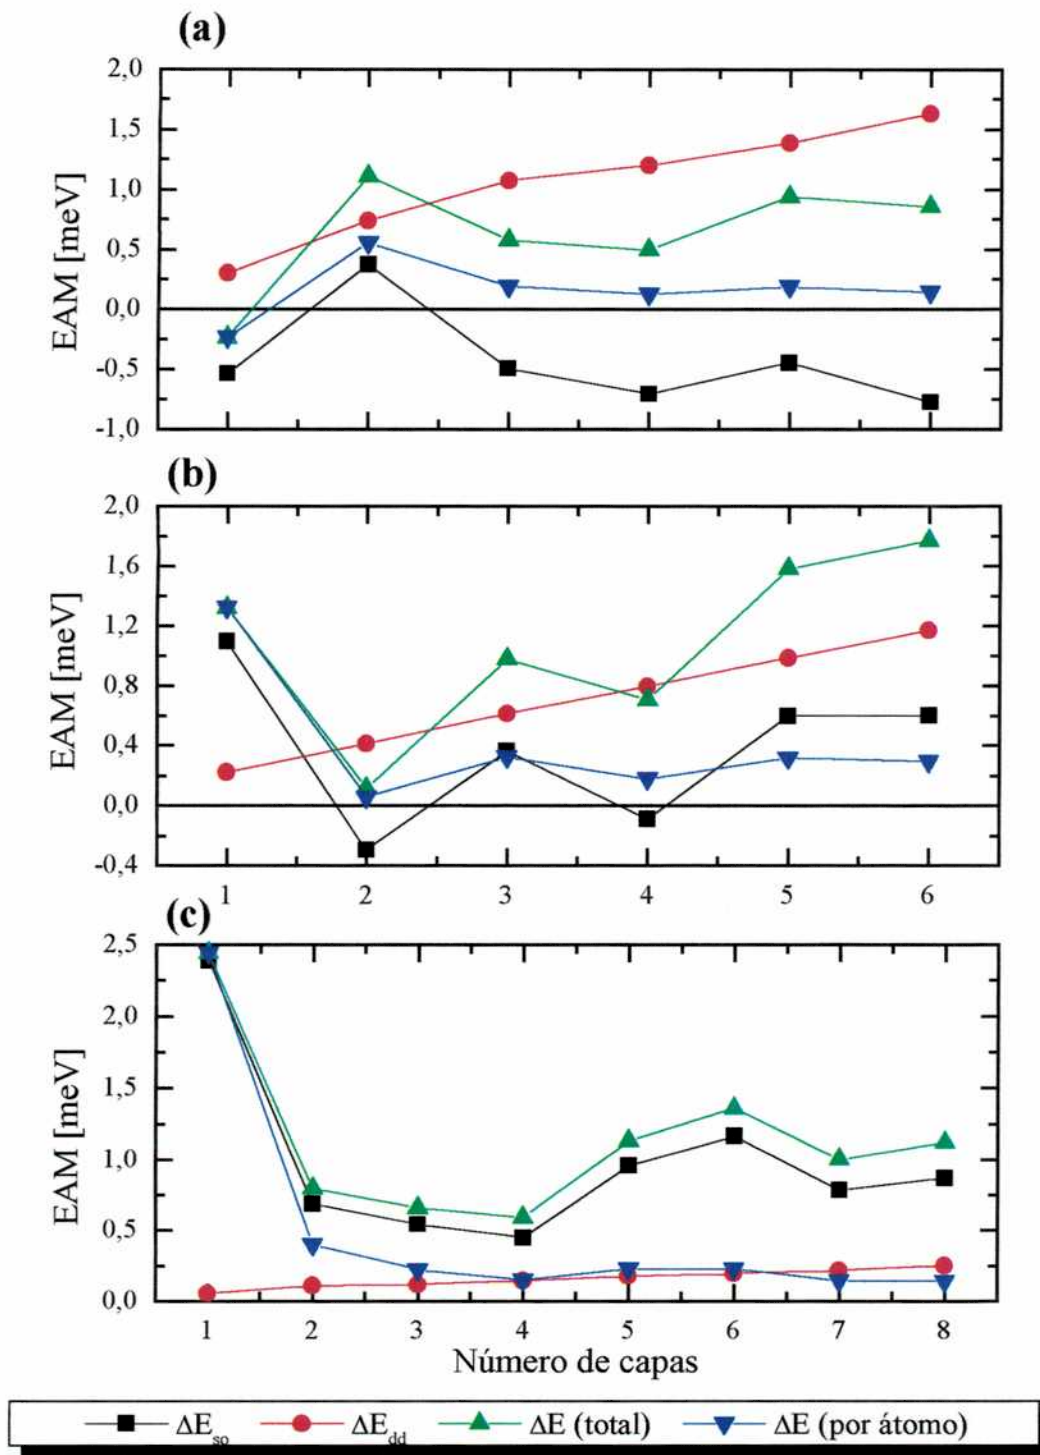 (a)
2,0
1,5
1,0
0,5
0,0
-0,5
-1,0
EAM [meV]
(b)
2,0
1,6
1,2
0,8
0,4
0,0
-0,4
EAM [meV]
1 2 3 4 5 6
(c)
2,5
2,0
1,5
1,0
0,5
0,0
EAM [meV]
1 2 3 4 5 6 7 8
Número de capas
ΔE_so ΔE_dd ΔE (total) ΔE (por átomo)